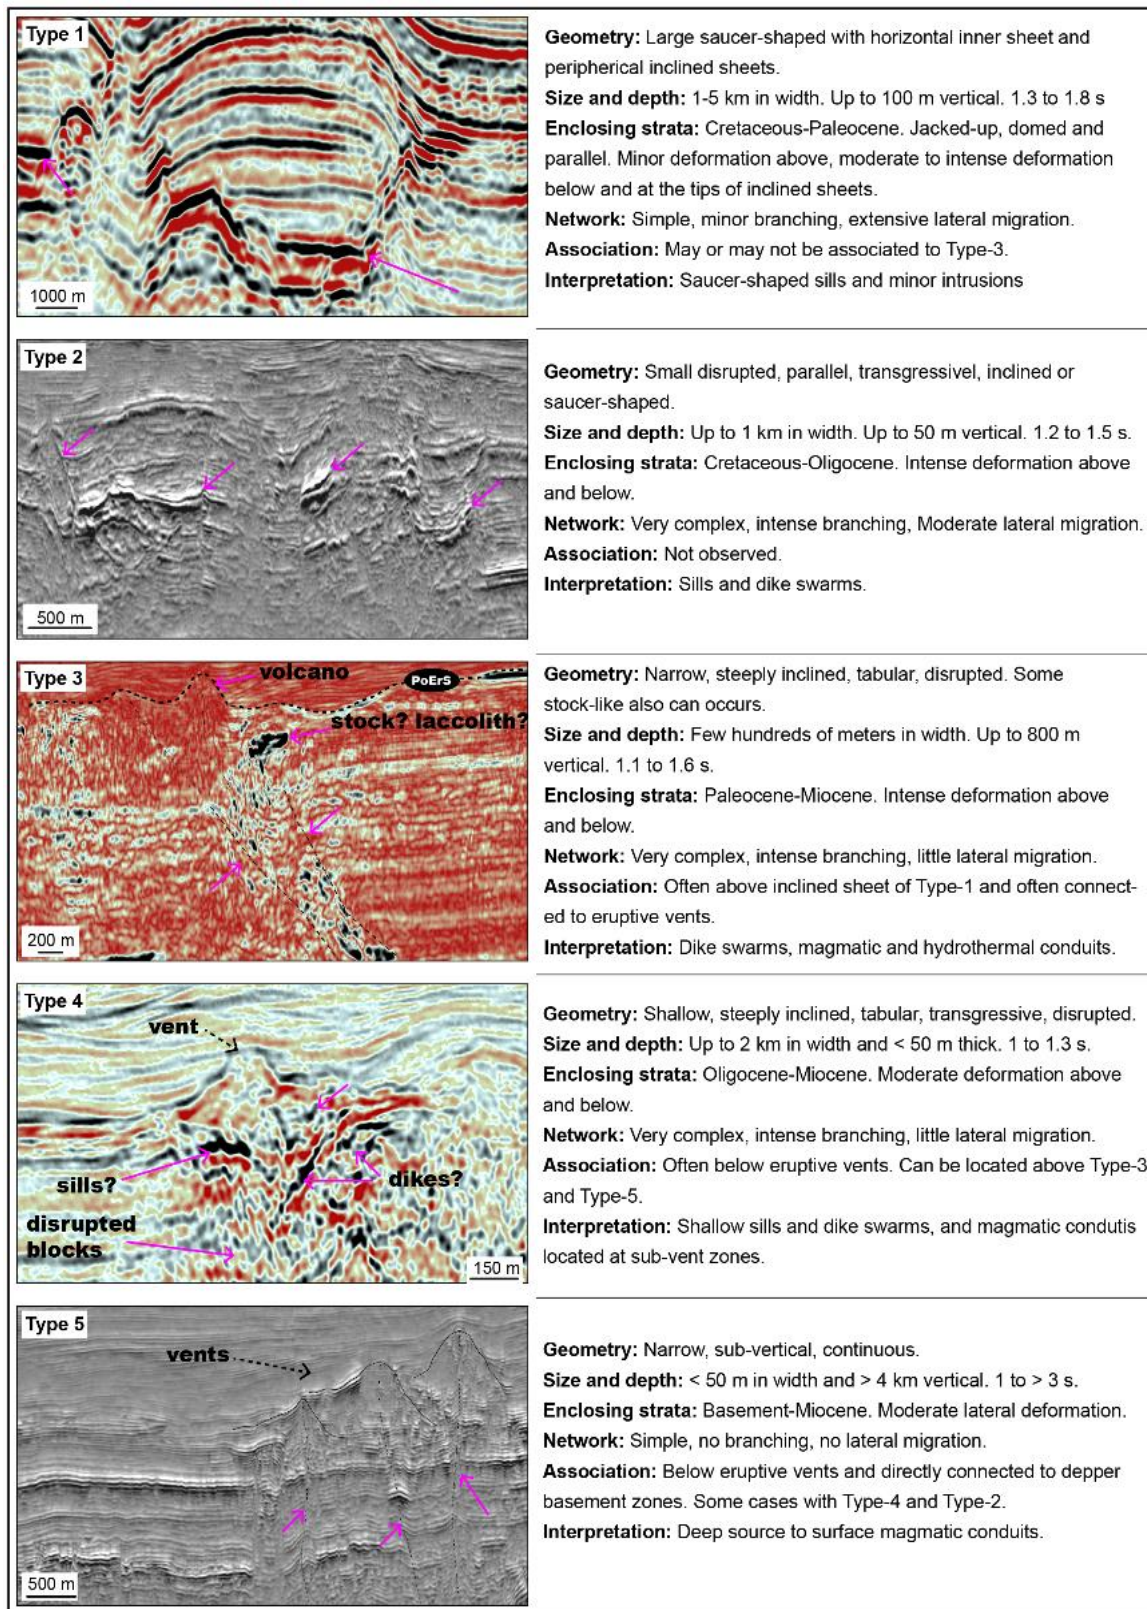 Type 1
1000 m
Geometry: Large saucer-shaped with horizontal inner sheet and
peripherical inclined sheets.
Size and depth: 1-5 km in width. Up to 100 m vertical. 1.3 to 1.8 s
Enclosing strata: Cretaceous-Paleocene. Jacked-up, domed and
parallel. Minor deformation above, moderate to intense deformation
below and at the tips of inclined sheets.
Network: Simple, minor branching, extensive lateral migration.
Association: May or may not be associated to Type-3.
Interpretation: Saucer-shaped sills and minor intrusions
Type 2
500 m
Geometry: Small disrupted, parallel, transgressivel, inclined or
saucer-shaped.
Size and depth: Up to 1 km in width. Up to 50 m vertical. 1.2 to 1.5 s.
Enclosing strata: Cretaceous-Oligocene. Intense deformation above
and below.
Network: Very complex, intense branching, Moderate lateral migration.
Association: Not observed.
Interpretation: Sills and dike swarms.
Type 3
volcano
PoErS
stock? laccolith?
200 m
Geometry: Narrow, steeply inclined, tabular, disrupted. Some
stock-like also can occurs.
Size and depth: Few hundreds of meters in width. Up to 800 m
vertical. 1.1 to 1.6 s.
Enclosing strata: Paleocene-Miocene. Intense deformation above
and below.
Network: Very complex, intense branching, little lateral migration.
Association: Often above inclined sheet of Type-1 and often connect-
ed to eruptive vents.
Interpretation: Dike swarms, magmatic and hydrothermal conduits.
Type 4
vent
sills?
dikes?
disrupted
blocks
150 m
Geometry: Shallow, steeply inclined, tabular, transgressive, disrupted.
Size and depth: Up to 2 km in width and < 50 m thick. 1 to 1.3 s.
Enclosing strata: Oligocene-Miocene. Moderate deformation above
and below.
Network: Very complex, intense branching, little lateral migration.
Association: Often below eruptive vents. Can be located above Type-3
and Type-5.
Interpretation: Shallow sills and dike swarms, and magmatic condutis
located at sub-vent zones.
Type 5
vents
500 m
Geometry: Narrow, sub-vertical, continuous.
Size and depth: < 50 m in width and > 4 km vertical. 1 to > 3 s.
Enclosing strata: Basement-Miocene. Moderate lateral deformation.
Network: Simple, no branching, no lateral migration.
Association: Below eruptive vents and directly connected to depper
basement zones. Some cases with Type-4 and Type-2.
Interpretation: Deep source to surface magmatic conduits.